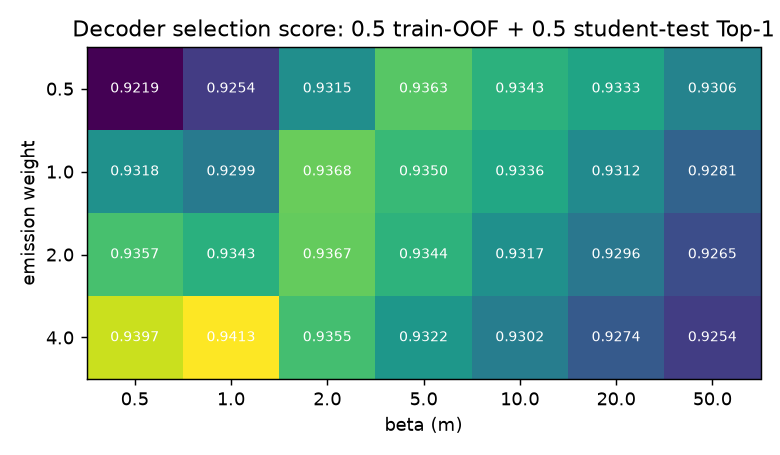 Decoder selection score: 0.5 train-OOF + 0.5 student-test Top-1
0.5 0.9219 0.9254 0.9315 0.9363 0.9343 0.9333 0.9306
1.0 0.9318 0.9299 0.9368 0.9350 0.9336 0.9312 0.9281
2.0 0.9357 0.9343 0.9367 0.9344 0.9317 0.9296 0.9265
4.0 0.9397 0.9413 0.9355 0.9322 0.9302 0.9274 0.9254
emission weight
0.5 1.0 2.0 5.0 10.0 20.0 50.0
beta (m)